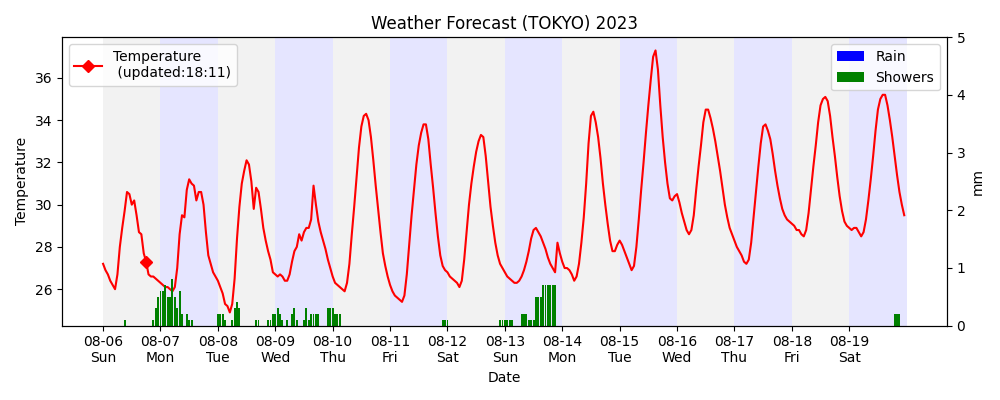 Weather Forecast (TOKYO) 2023
Temperature
(updated:18:11)
Rain
Showers
Temperature
36
34
32
30
28
26
5
4
3
2
1
0
mm
08-06 08-07 08-08 08-09 08-10 08-11 08-12 08-13 08-14 08-15 08-16 08-17 08-18 08-19
Sun Mon Tue Wed Thu Fri Sat Sun Mon Tue Wed Thu Fri Sat
Date